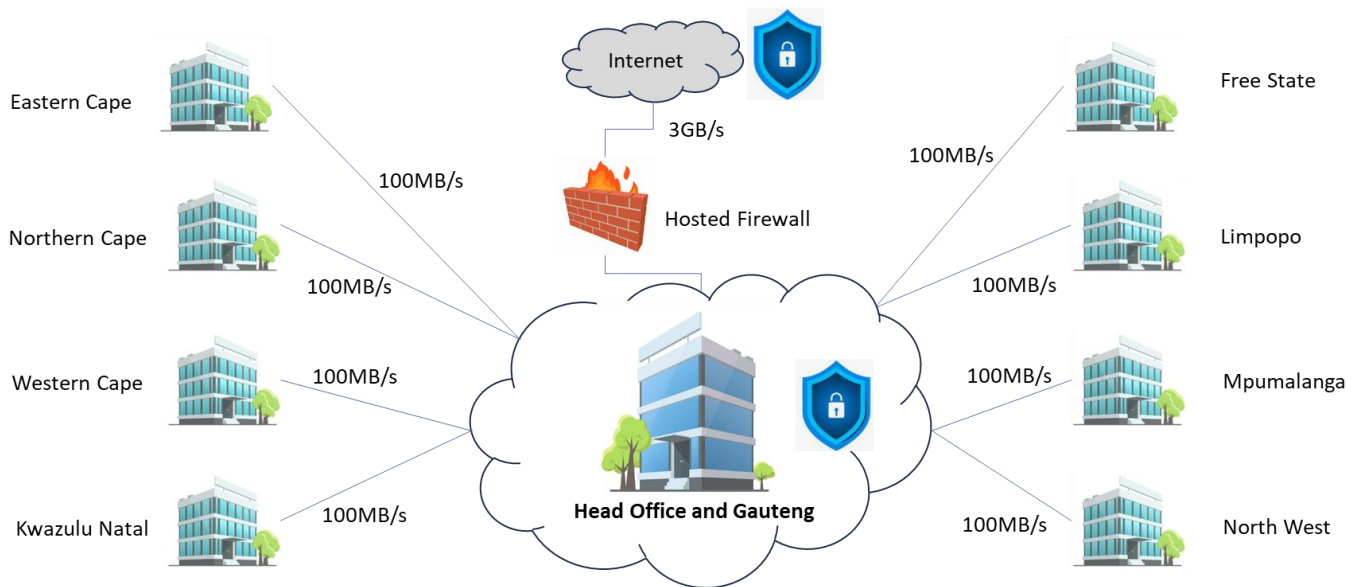 Internet
Free State
Eastern Cape
3GB/s
100MB/s
100MB/s
Hosted Firewall
Northern Cape
Limpopo
100MB/s
100MB/s
Western Cape
100MB/s
100MB/s
Mpumalanga
Head Office and Gauteng
Kwazulu Natal
100MB/s
100MB/s
North West